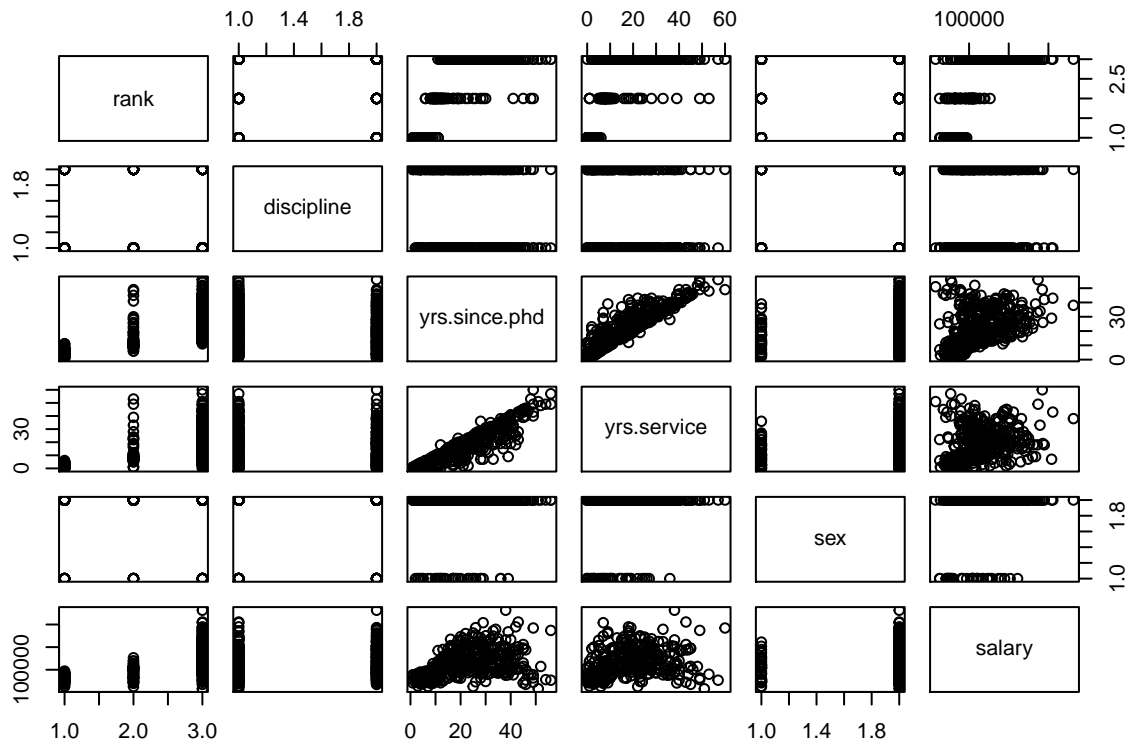 1.0 1.4 1.8
0 20 40 60
100000
rank
1.0 2.5
1.0 1.8
discipline
yrs.since.phd
0 30
0 30
yrs.service
sex
1.0 1.8
100000
salary
1.0 2.0 3.0
0 20 40
1.0 1.4 1.8